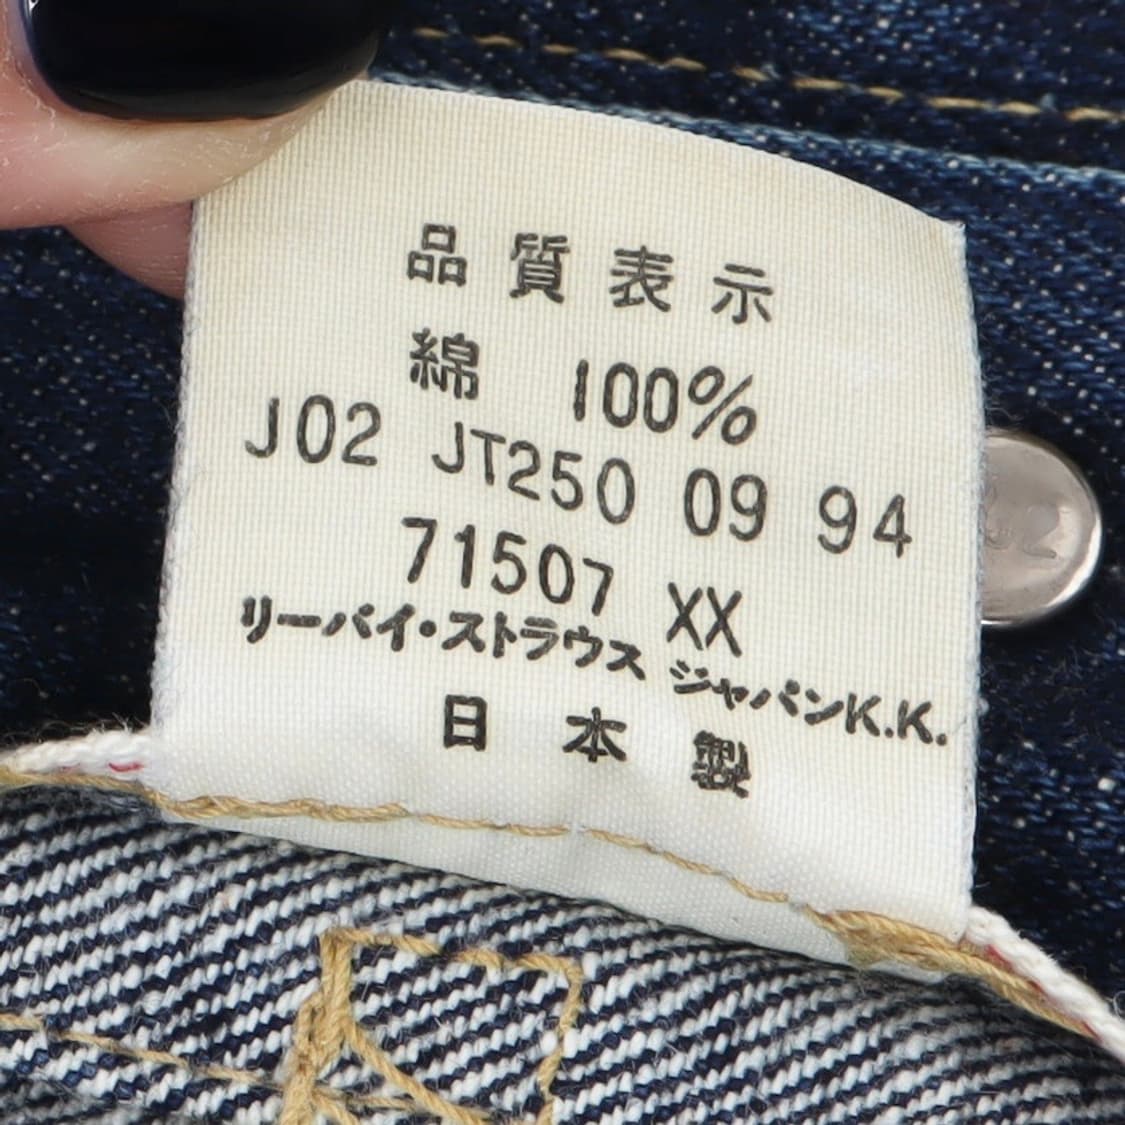 品質表示
綿 100%
J02 JT250 09 94
71507 XX
リーバイ・ストラウス ジャパンK.K.
日本製